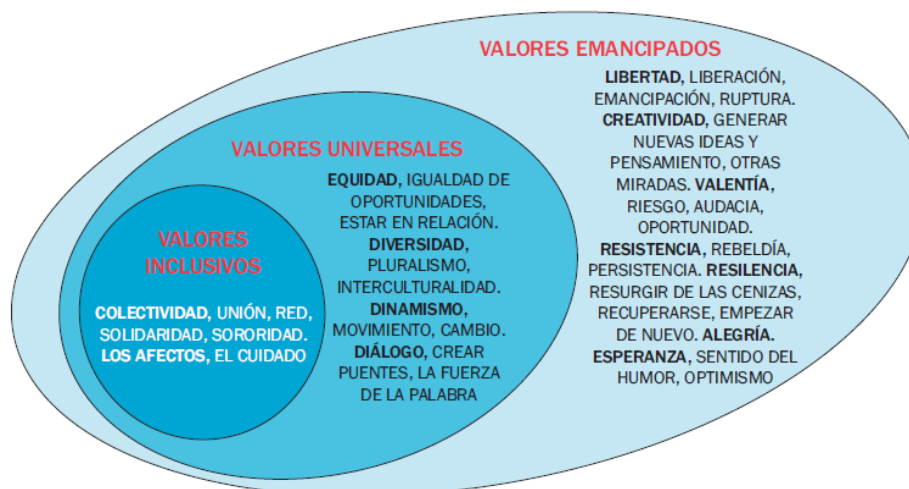 VALORES EMANCIPADOS
LIBERTAD, LIBERACIÓN,
EMANCIPACIÓN, RUPTURA.
CREATIVIDAD, GENERAR
NUEVAS IDEAS Y
PENSAMIENTO, OTRAS
MIRADAS. VALENTÍA,
RIESGO, AUDACIA,
OPORTUNIDAD.
RESISTENCIA, REBELDÍA,
PERSISTENCIA. RESILENCIA,
RESURGIR DE LAS CENIZAS,
RECUPERARSE, EMPEZAR
DE NUEVO. ALEGRÍA.
ESPERANZA, SENTIDO DEL
HUMOR, OPTIMISMO
VALORES UNIVERSALES
EQUIDAD, IGUALDAD DE
OPORTUNIDADES,
ESTAR EN RELACIÓN.
DIVERSIDAD,
PLURALISMO,
INTERCULTURALIDAD.
DINAMISMO,
MOVIMIENTO, CAMBIO.
DIÁLOGO, CREAR
PUENTES, LA FUERZA
DE LA PALABRA
VALORES
INCLUSIVOS
COLECTIVIDAD, UNIÓN, RED,
SOLIDARIDAD, SORORIDAD.
LOS AFECTOS, EL CUIDADO